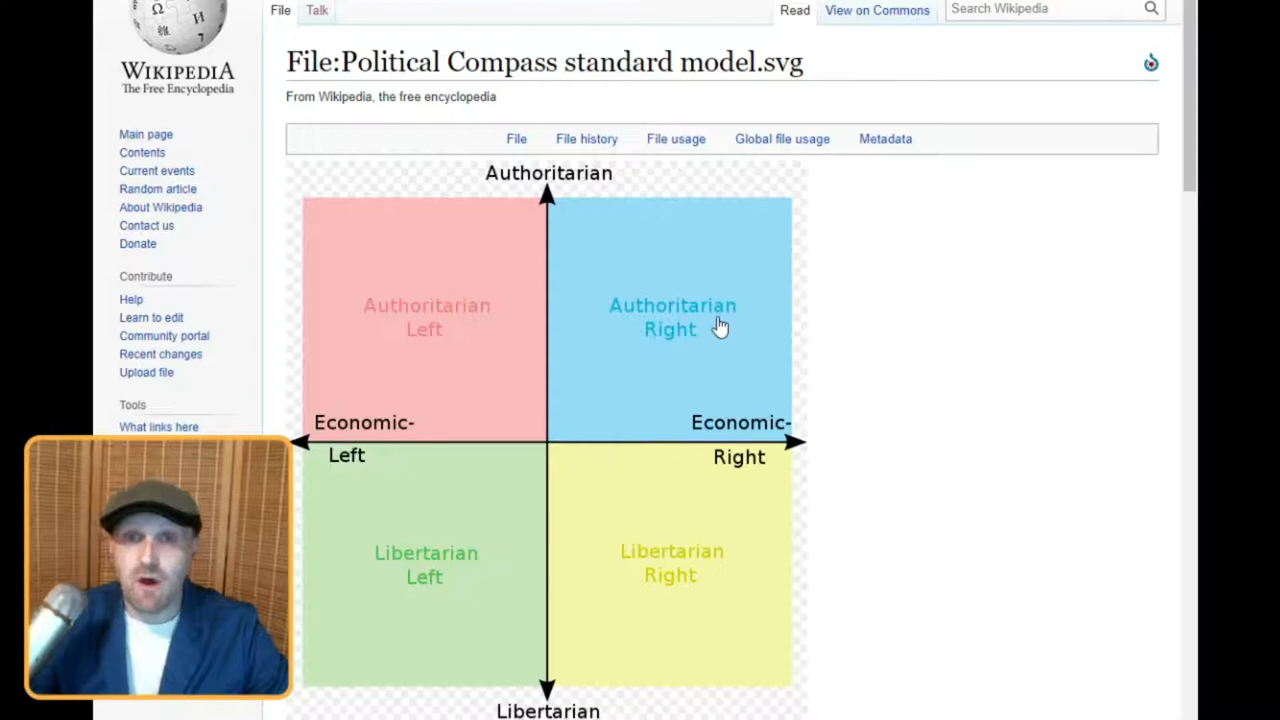 File
Talk
Read
View on Commons
Search Wikipedia
WIKIPEDIA
The Free Encyclopedia
File:Political Compass standard model.svg
From Wikipedia, the free encyclopedia
File
File history
File usage
Global file usage
Metadata
Main page
Contents
Current events
Random article
About Wikipedia
Contact us
Donate
Contribute
Help
Learn to edit
Community portal
Recent changes
Upload file
Tools
What links here
Authoritarian
Authoritarian
Left
Authoritarian
Right
Economic-
Left
Economic-
Right
Libertarian
Left
Libertarian
Right
Libertarian